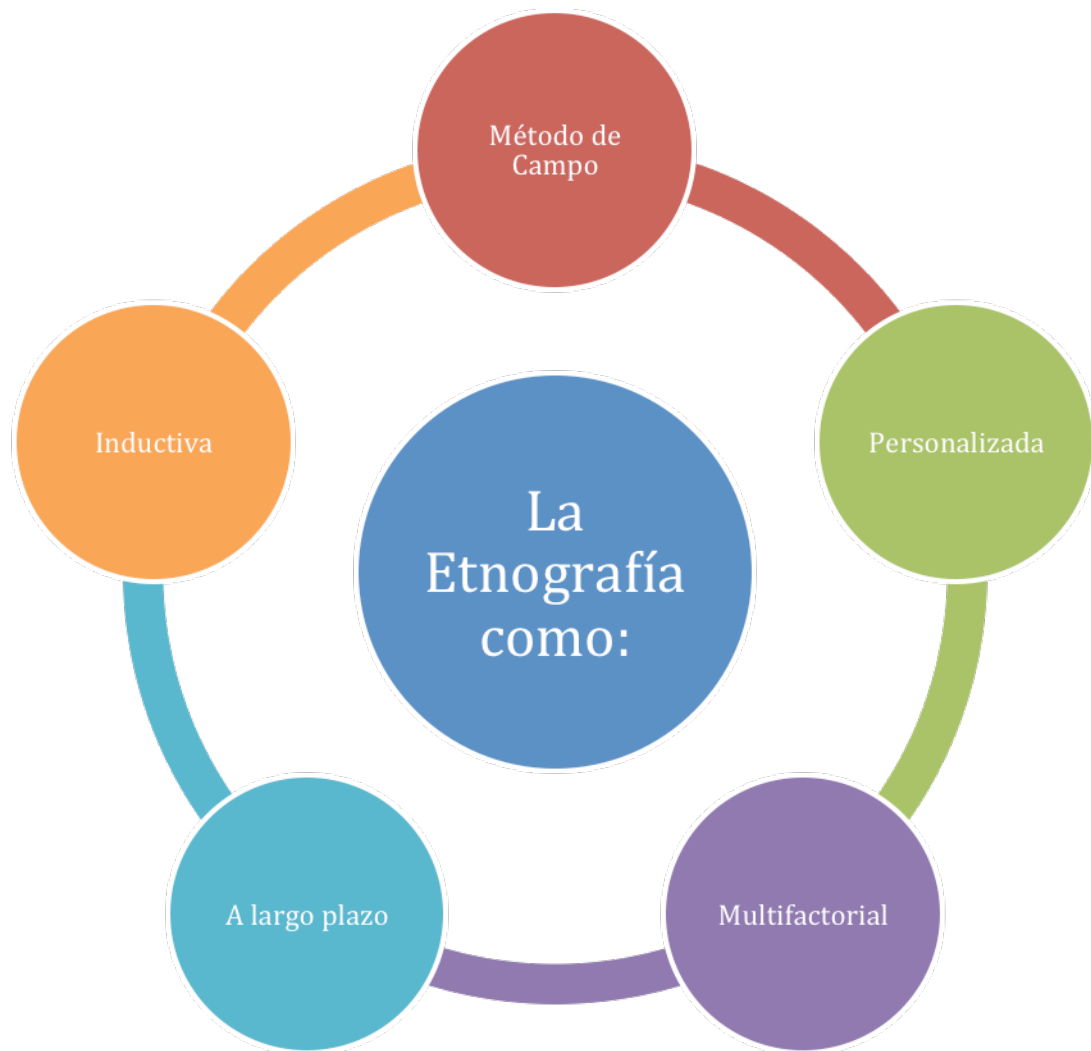 Método de
Campo
Personalizada
Multifactorial
A largo plazo
Inductiva
La
Etnografía
como: